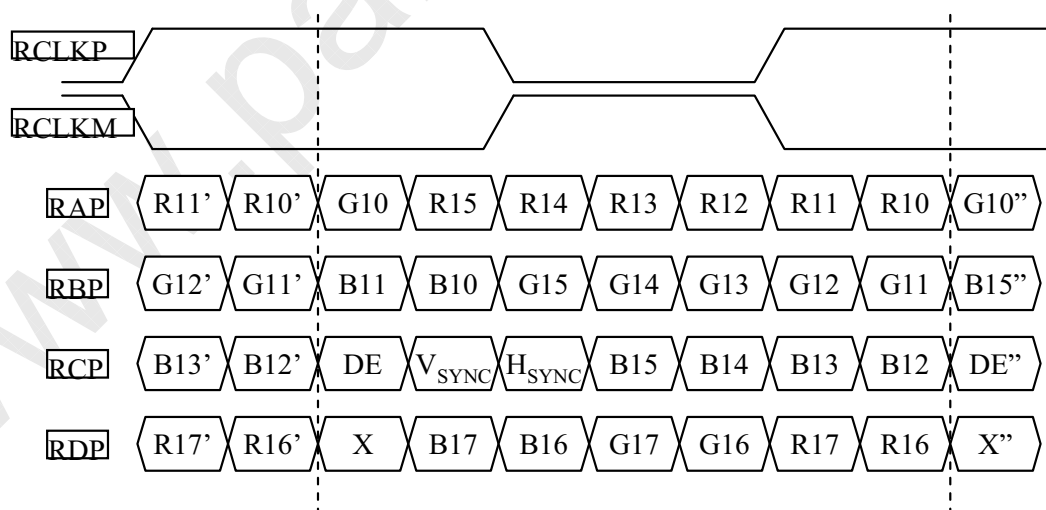 RCLKP
RCLKM
RAP R11’ R10’ G10 R15 R14 R13 R12 R11 R10 G10”
RBP G12’ G11’ B11 B10 G15 G14 G13 G12 G11 B15”
RCP B13’ B12’ DE VSYNC HSYNC B15 B14 B13 B12 DE”
RDP R17’ R16’ X B17 B16 G17 G16 R17 R16 X”